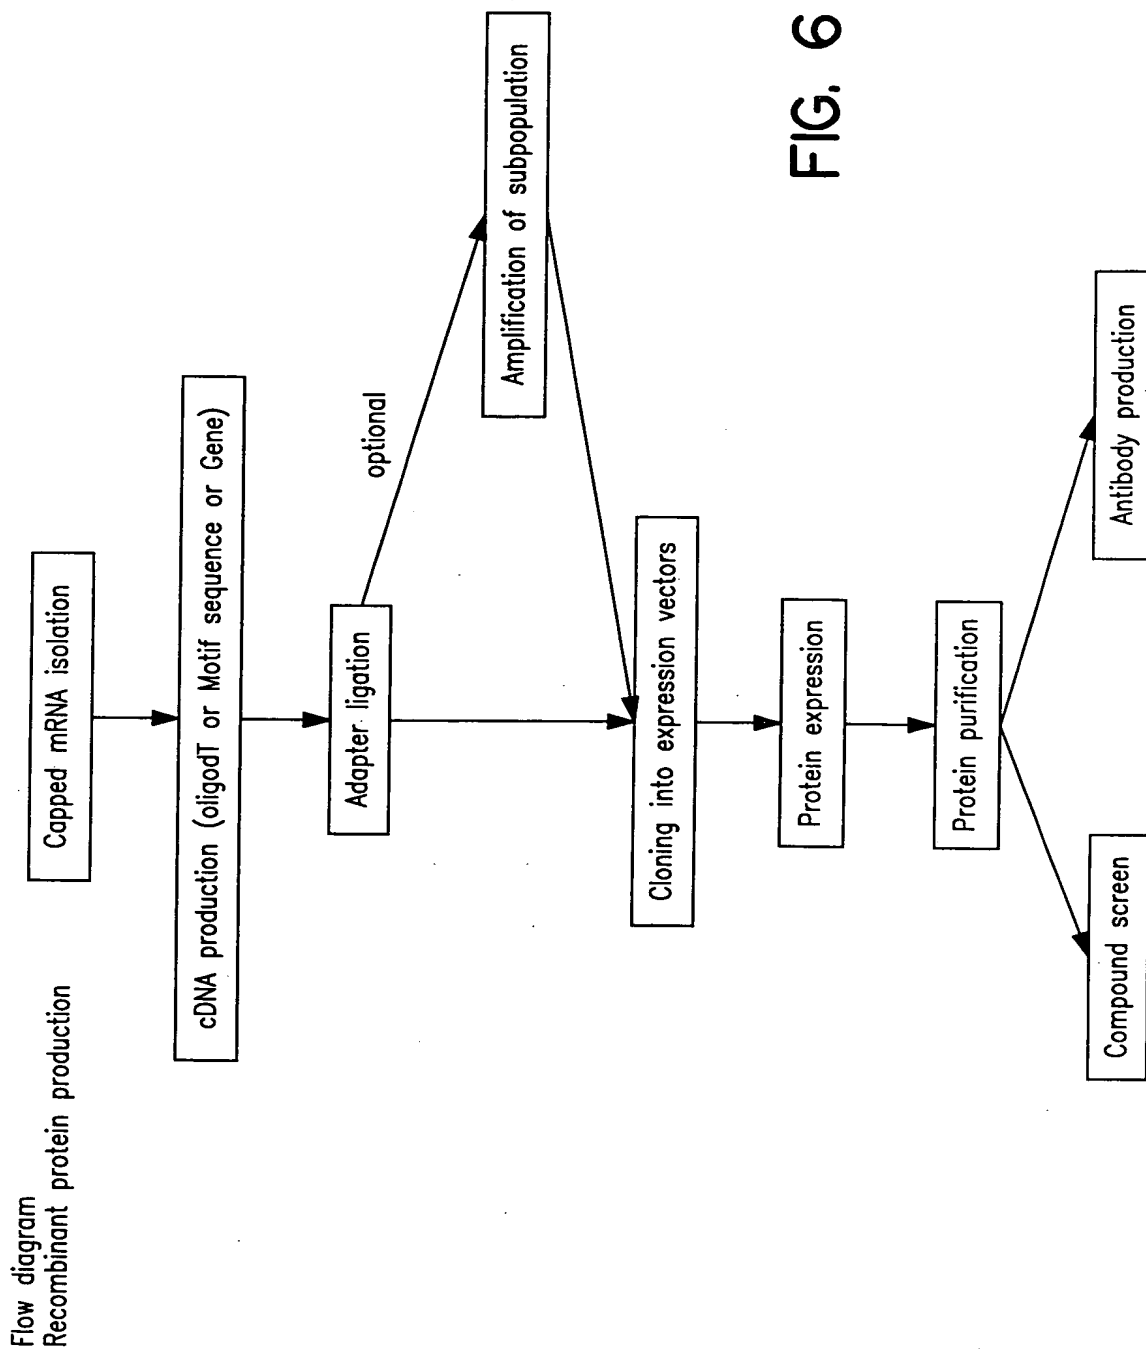 Flow diagram
Recombinant protein production
Capped mRNA isolation
cDNA production (oligodT or Motif sequence or Gene)
Adapter ligation
optional
Amplification of subpopulation
Cloning into expression vectors
Protein expression
Protein purification
Compound screen
Antibody production
FIG. 6